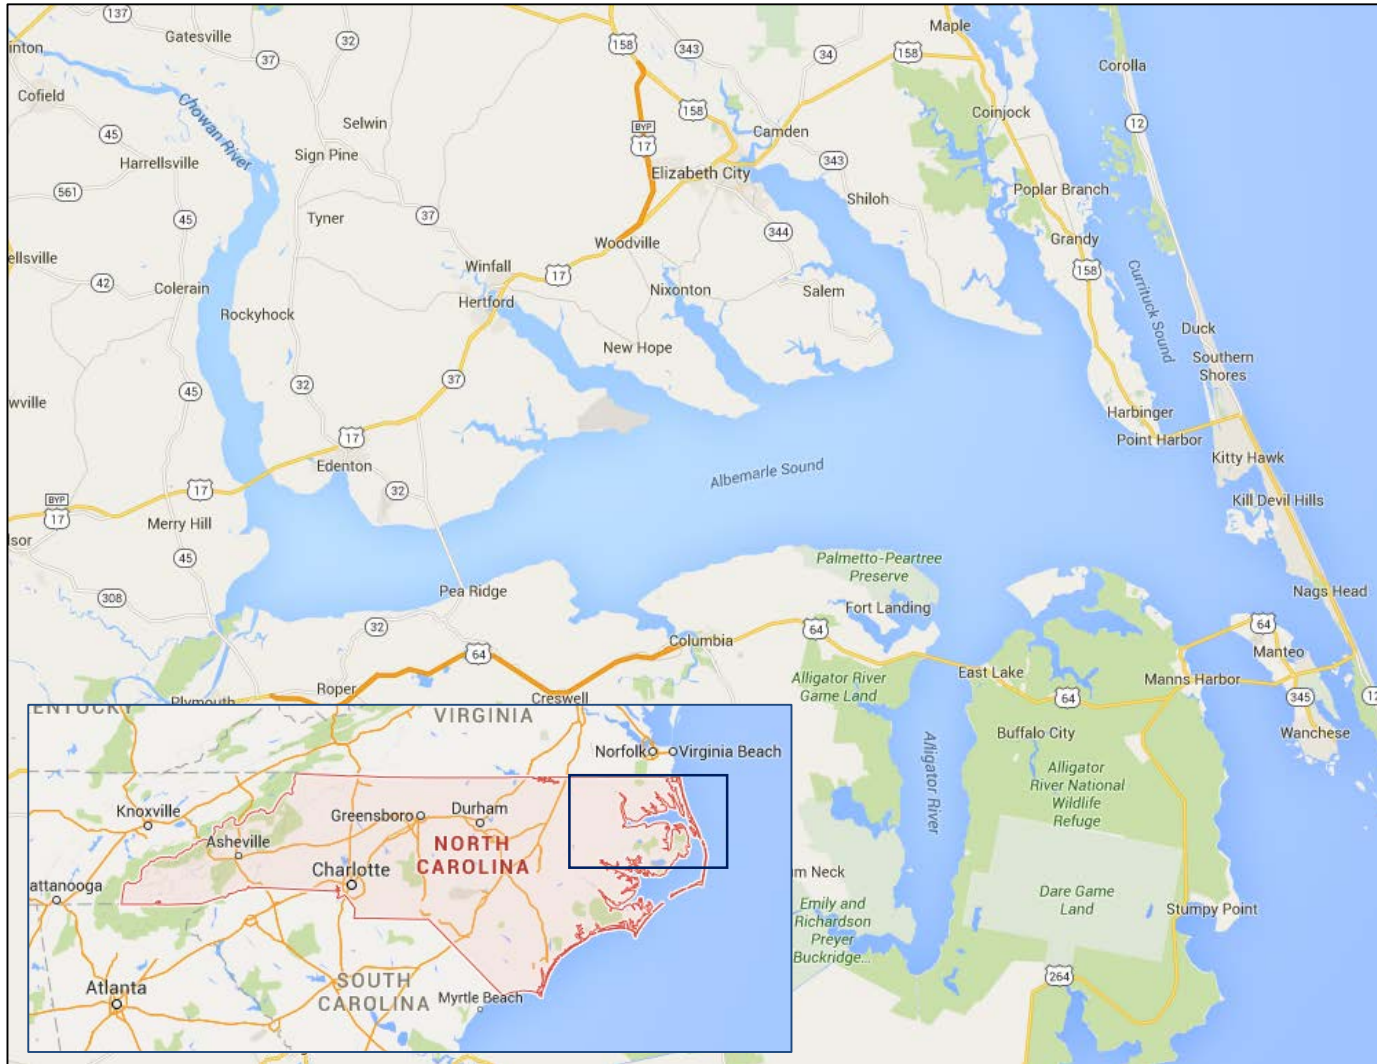 137
Gatesville
32
37
inton
Cofield
Chowan River
45
Selwin
Harrellsville
Sign Pine
561
45
Tyner
37
ellsville
42
Colerain
Rockyhock
Winfall
Hertford
17
158
343
34
158
Maple
Corolla
158
BYP
17
Camden
Coinjock
12
Elizabeth City
343
Shiloh
Poplar Branch
344
Woodville
Grandy
158
Nixonton
Salem
Currituck Sound
New Hope
Duck
Southern
Shores
wville
45
32
37
17
Edenton
Harbinger
Point Harbor
Kitty Hawk
Albemarle Sound
32
17
BYP
17
Merry Hill
Kill Devil Hills
lsor
45
308
Pea Ridge
Palmetto-Peartree
Preserve
Fort Landing
Nags Head
32
64
Columbia
64
64
Manteo
East Lake
Manns Harbor
Alligator River
Game Land
64
345
12
Plymouth
Roper
Creswell
Buffalo City
Wanchese
Alligator River
Alligator
River National
Wildlife
Refuge
um Neck
Dare Game
Land
Emily and
Richardson
Preyer
Buckridge...
Stumpy Point
264
ENTUCKY
VIRGINIA
Norfolk
Virginia Beach
Knoxville
Greensboro
Durham
Asheville
NORTH
CAROLINA
Charlotte
attanooga
Atlanta
SOUTH
CAROLINA
Myrtle Beach